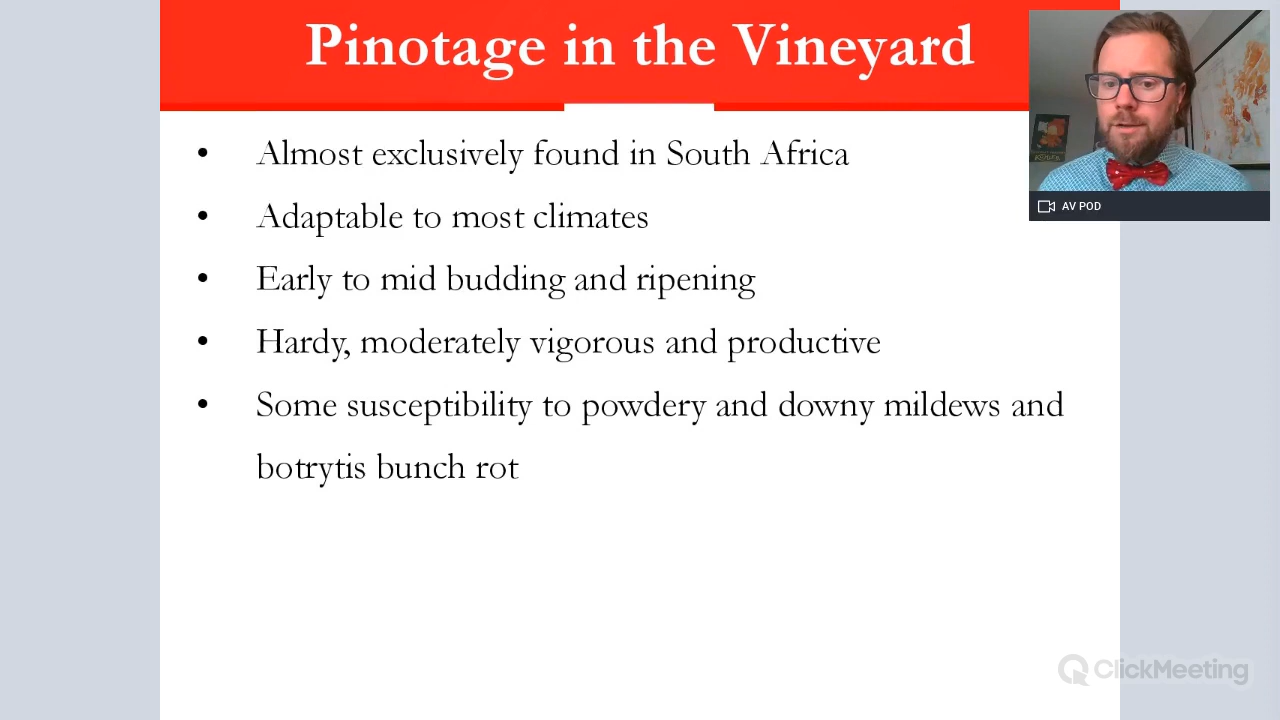 Pinotage in the Vineyard
• Almost exclusively found in South Africa
• Adaptable to most climates
• Early to mid budding and ripening
• Hardy, moderately vigorous and productive
• Some susceptibility to powdery and downy mildews and
botrytis bunch rot
AV POD
ClickMeeting